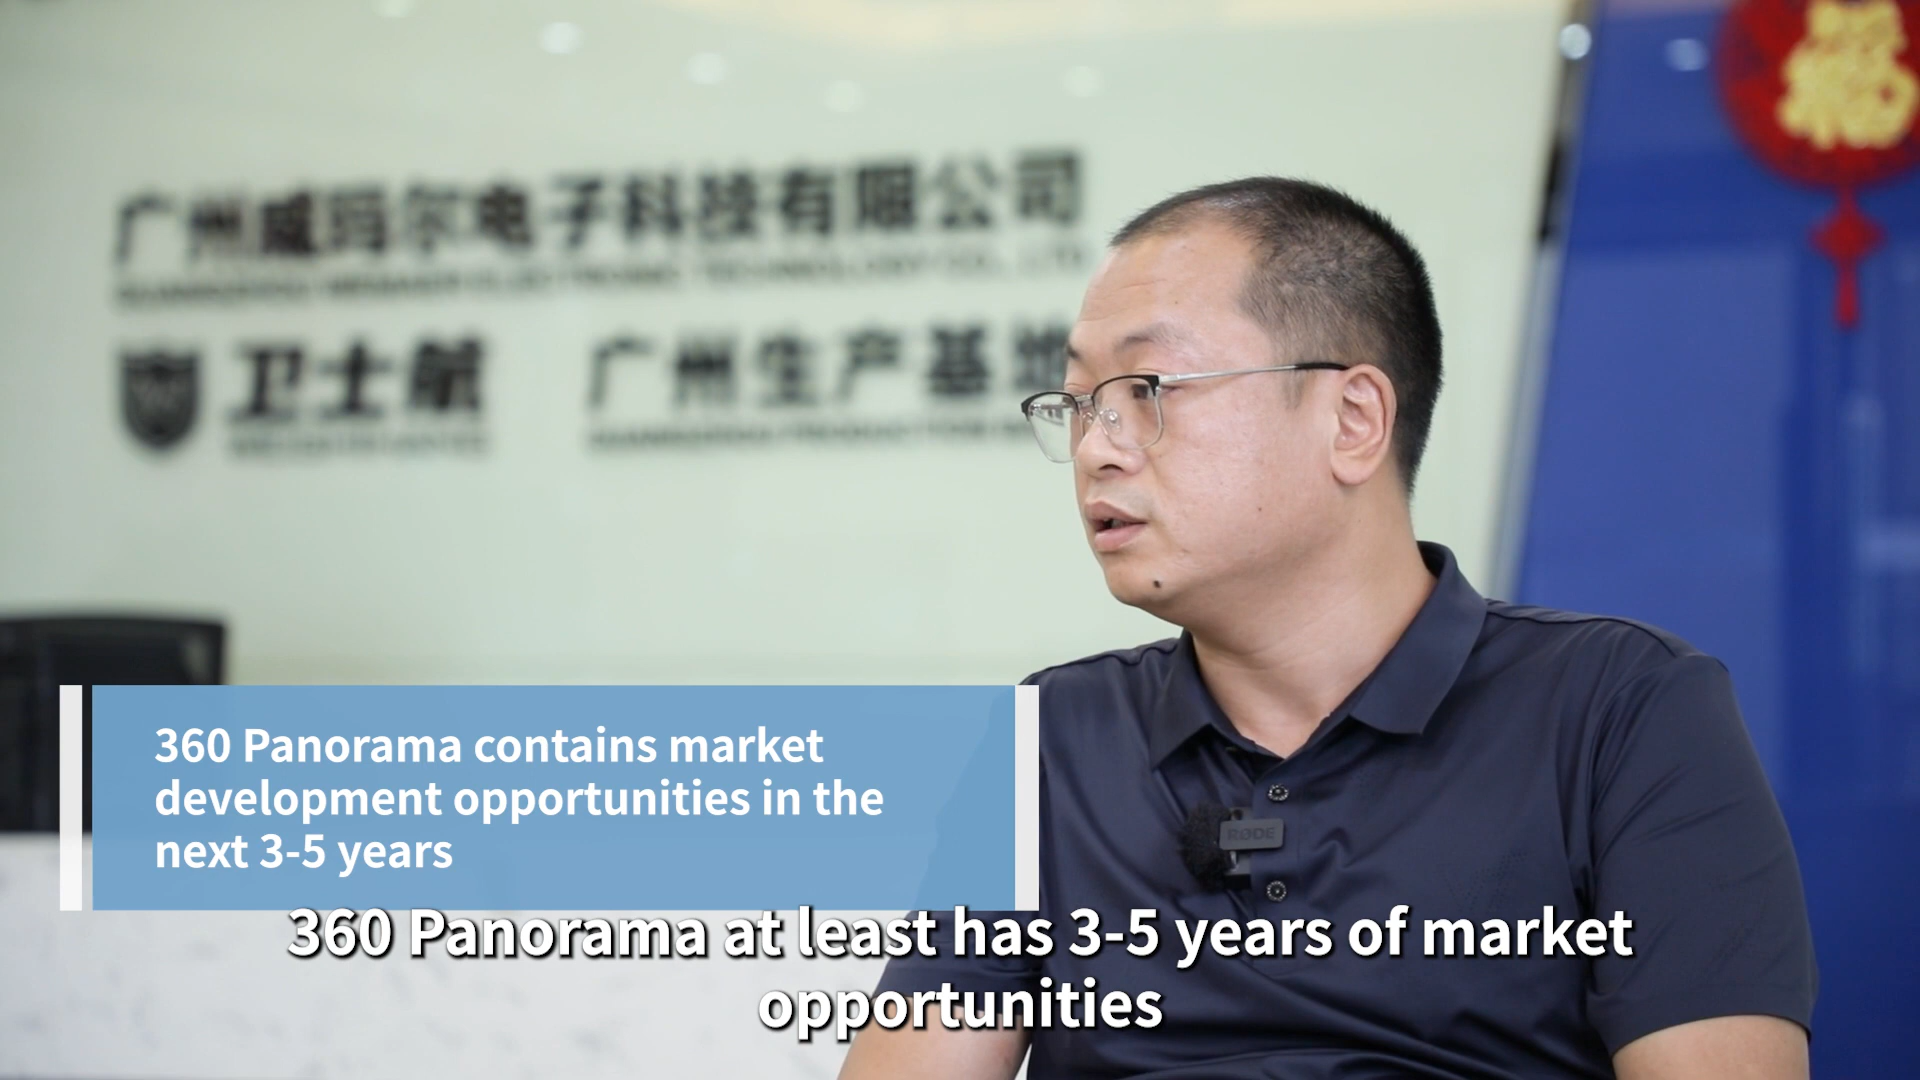 广州威玛尔电子科技有限公司
卫士航 广州生产基地
360 Panorama contains market
development opportunities in the
next 3-5 years
RØDE
360 Panorama at least has 3-5 years of market
opportunities